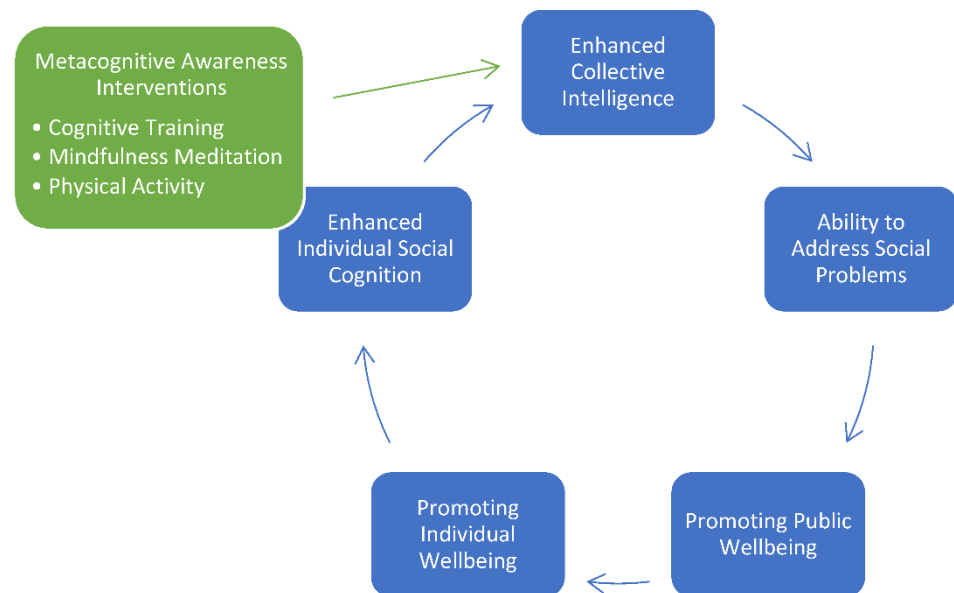 Metacognitive Awareness
Interventions
• Cognitive Training
• Mindfulness Meditation
• Physical Activity
Enhanced
Collective
Intelligence
Ability to
Address Social
Problems
Promoting Public
Wellbeing
Promoting
Individual
Wellbeing
Enhanced
Individual Social
Cognition